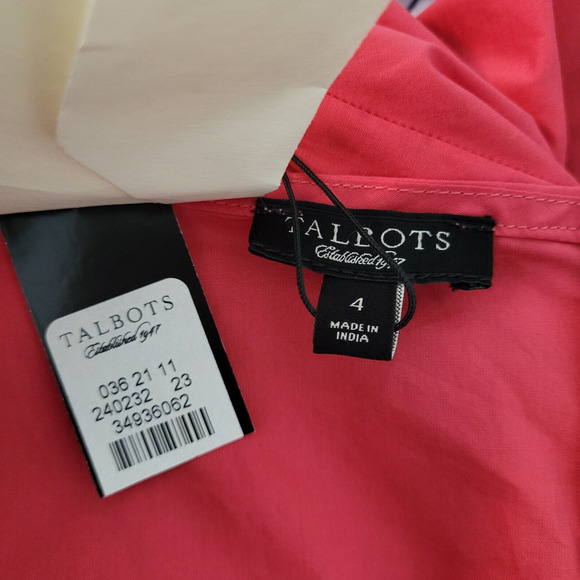 TALBOTS
Established 1947
4
MADE IN
INDIA
TALBOTS
Established 1947
036 21 11
240232 23
34936062